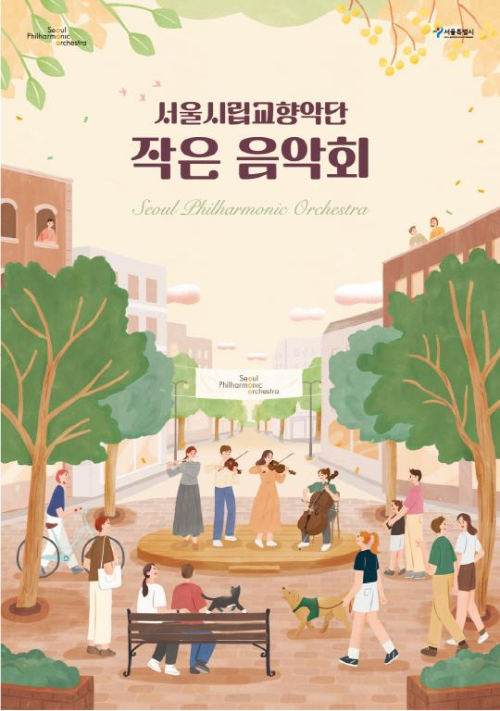 Seoul
Philharmonic
orchestra
서울특별시
서울시립교향악단
작은 음악회
Seoul Philharmonic Orchestra
Seoul
Philharmonic
orchestra